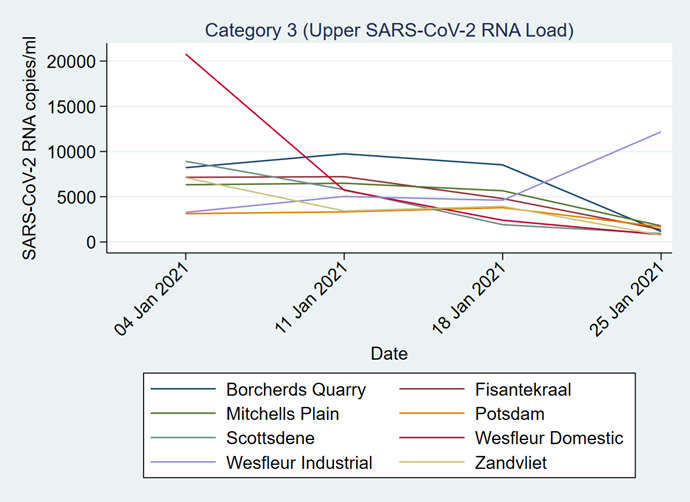 Category 3 (Upper SARS-CoV-2 RNA Load)
SARS-CoV-2 RNA copies/ml
20000
15000
10000
5000
0
04 Jan 2021
11 Jan 2021
18 Jan 2021
25 Jan 2021
Date
Borcherds Quarry
Fisantekraal
Mitchells Plain
Potsdam
Scottsdene
Wesfleur Domestic
Wesfleur Industrial
Zandvliet